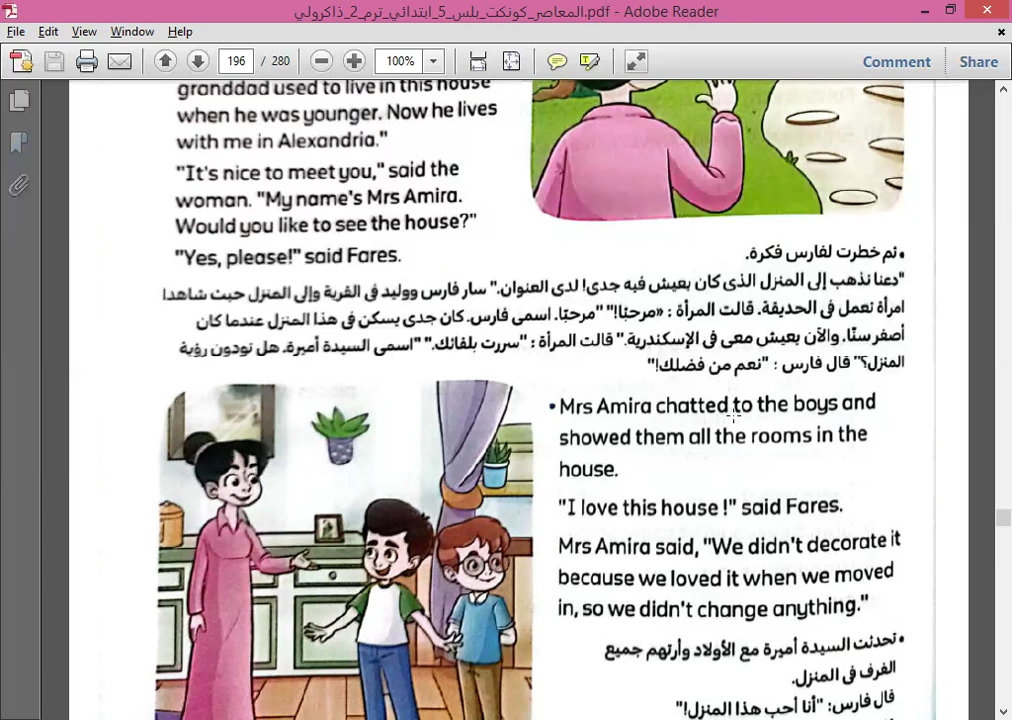 المعاصر_كونكت_بلس_5_ابتدائي_ترم_2_ذاكرولي.pdf - Adobe Reader
File Edit View Window Help
196 / 280 100% Comment Share
granddad used to live in this house
when he was younger. Now he lives
with me in Alexandria."
"It's nice to meet you," said the
woman. "My name's Mrs Amira.
Would you like to see the house?"
"Yes, please!" said Fares.
• ثم خطرت لفارس فكرة.
"دعنا نذهب إلى المنزل الذى كان يعيش فيه جدى! لدى العنوان." سار فارس ووليد فى القرية وإلى المنزل حيث شاهدا
امرأة تعمل فى الحديقة. قالت المرأة : «مرحبًا!" "مرحبًا. اسمى فارس. كان جدى يسكن فى هذا المنزل عندما كان
أصغر سنًا. والآن يعيش معى فى الإسكندرية." قالت المرأة : "سررت بلقائك." "اسمى السيدة أميرة. هل تودون رؤية
المنزل؟" قال فارس : "نعم من فضلك!"
• Mrs Amira chatted to the boys and
showed them all the rooms in the
house.
"I love this house !" said Fares.
Mrs Amira said, "We didn't decorate it
because we loved it when we moved
in, so we didn't change anything."
• تحدثت السيدة أميرة مع الأولاد وأرتهم جميع
الغرف فى المنزل.
قال فارس: "أنا أحب هذا المنزل!"